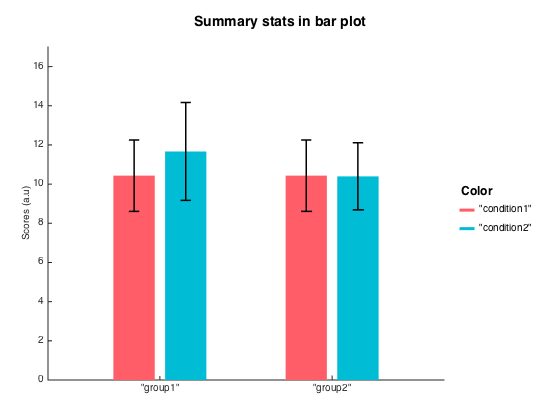 Summary stats in bar plot
16
14
12
10
8
6
4
2
0
Scores (a.u)
"group1"
"group2"
Color
"condition1"
"condition2"